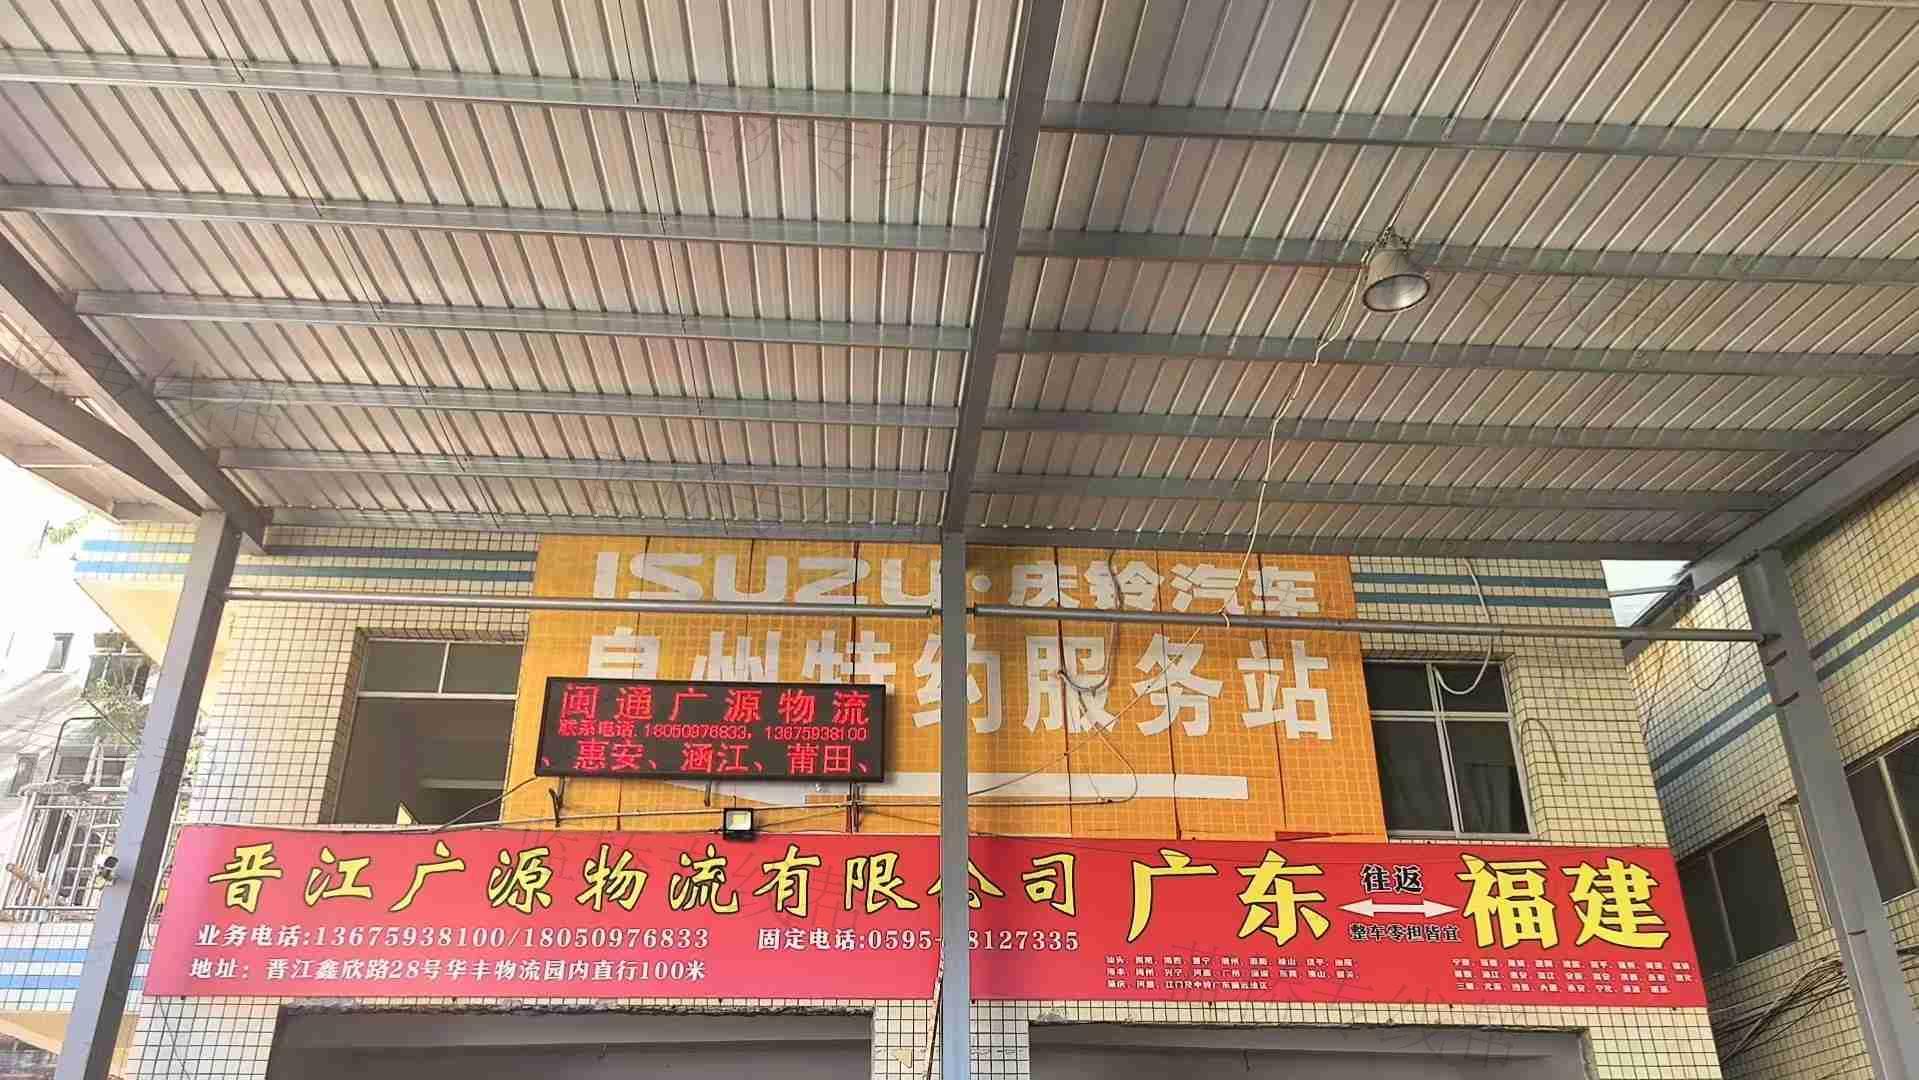 ISUZU·庆铃汽车
泉州特约服务站
闽通广源物流
联系电话:18050976833，13675938100
、惠安、涵江、莆田、
晋江广源物流有限公司
业务电话:13675938100/18050976833 固定电话:0595-88127335
地址：晋江鑫欣路28号华丰物流园内直行100米
广东 往返 福建
整车零担皆宜